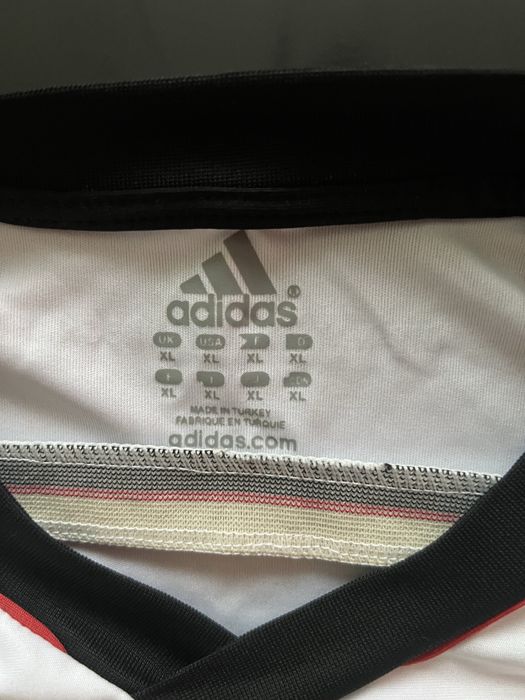 adidas
UK USA F D
XL XL XL XL
XL XL XL XL
MADE IN TURKEY
FABRIQUE EN TURQUIE
adidas.com